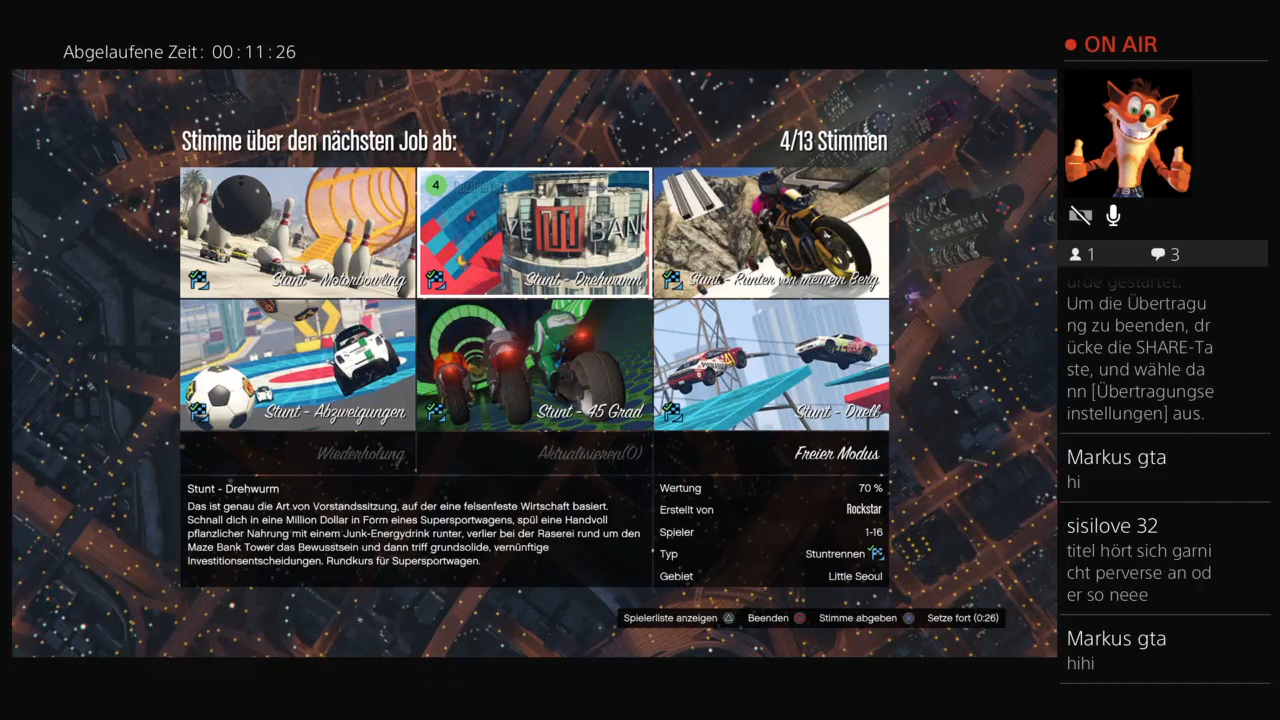 Abgelaufene Zeit: 00:11:26
ON AIR
Stimme über den nächsten Job ab:
4/13 Stimmen
4
Stunt - Motorbowling
Stunt - Drehwurm
Stunt - Runter von meinem Berg
Stunt - Abzweigungen
Stunt - 45 Grad
Stunt - Duell
Wiederholung
Aktualisieren(0)
Freier Modus
Stunt - Drehwurm
Das ist genau die Art von Vorstandssitzung, auf der eine felsenfeste Wirtschaft basiert.
Schnall dich in eine Million Dollar in Form eines Supersportwagens, spül eine Handvoll
pflanzlicher Nahrung mit einem Junk-Energydrink runter, verlier bei der Raserei rund um den
Maze Bank Tower das Bewusstsein und dann triff grundsolide, vernünftige
Investitionsentscheidungen. Rundkurs für Supersportwagen.
Wertung 70 %
Erstellt von Rockstar
Spieler 1-16
Typ Stuntrennen
Gebiet Little Seoul
Spielerliste anzeigen Beenden Stimme abgeben Setze fort (0:26)
1 3
urde gestartet.
Um die Übertragu
ng zu beenden, dr
ücke die SHARE-Ta
ste, und wähle da
nn [Übertragungse
instellungen] aus.
Markus gta
hi
sisilove 32
titel hört sich garni
cht perverse an od
er so neee
Markus gta
hihi